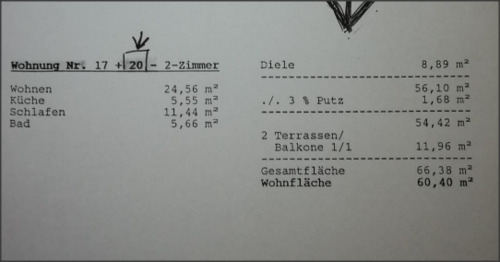 Wohnung Nr. 17 + 20 - 2-Zimmer
Wohnen 24,56 m²
Küche 5,55 m²
Schlafen 11,44 m²
Bad 5,66 m²
Diele 8,89 m²
56,10 m²
./. 3 % Putz 1,68 m²
54,42 m²
2 Terrassen/
Balkone 1/1 11,96 m²
Gesamtfläche 66,38 m²
Wohnfläche 60,40 m²